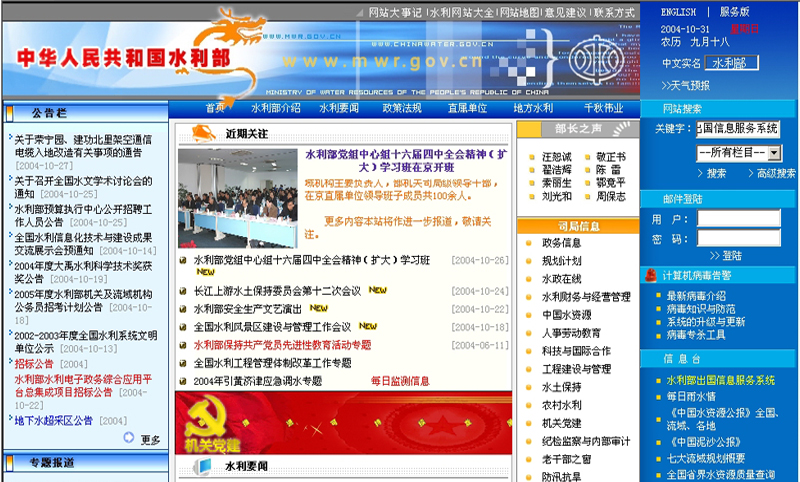 网站大事记 | 水利网站大全 | 网站地图 | 意见建议 | 联系方式
ENGLISH | 服务版
2004-10-31 星期日
农历 九月十八
中文实名 水利部
>>天气预报
中华人民共和国水利部
WWW.MWR.GOV.CN
WWW.CHINAWATER.GOV.CN
www.mwr.gov.cn
MINISTRY OF WATER RESOURCES OF THE PEOPLE'S REPUBLIC OF CHINA
首页 水利部介绍 水利要闻 政策法规 直属单位 地方水利 千秋伟业
公告栏
关于荣宁园、建功北里架空通信
电缆入地改造有关事项的通告
[2004-10-27]
关于召开全国水文学术讨论会的
通知 [2004-10-25]
水利部预算执行中心公开招聘工
作人员公告 [2004-10-25]
全国水利信息化技术与建设成果
交流展示会预通知 [2004-10-14]
2004年度大禹水利科学技术奖获
奖公告 [2004-10-19]
2005年度水利部机关及流域机构
公务员招考计划公告 [2004-10-
18]
2002-2003年度全国水利系统文明
单位公示 [2004-10-13]
招标公告 [2004]
水利部水利电子政务综合应用平
台总集成项目招标公告 [2004-
10-22]
地下水超采区公告 [2004]
更多
专题报道
近期关注
水利部党组中心组十六届四中全会精神（扩
大）学习班在京开班
在京直属单位领导班子成员共100余人。
更多内容本站将作进一步报道，敬请关
注。
水利部党组中心组十六届四中全会精神（扩大）学习班 [2004-10-26]
NEW
长江上游水土保持委员会第十二次会议 NEW [2004-10-24]
水利部安全生产文艺演出 NEW [2004-10-22]
全国水利风景区建设与管理工作会议 NEW [2004-10-18]
水利部保持共产党员先进性教育活动专题 [2004-06-11]
全国水利工程管理体制改革工作专题
2004年引黄济津应急调水专题 每日监测信息
机关党建
水利要闻
部长之声
汪恕诚 敬正书
翟浩辉 陈 雷
索丽生 鄂竟平
刘光和 周保志
司局信息
政务信息
规划计划
水政在线
水利财务与经营管理
中国水资源
人事劳动教育
科技与国际合作
工程建设与管理
水土保持
农村水利
机关党建
纪检监察与内部审计
老干部之窗
防汛抗旱
网站搜索
关键字： 出国信息服务系统
--所有栏目--
> 搜索 > 高级搜索
邮件登陆
用 户：
密 码：
>> 登陆
计算机病毒告警
最新病毒介绍
病毒知识与防范
系统的升级与更新
病毒专杀工具
信 息 台
水利部出国信息服务系统
每日雨水情
《中国水资源公报》全国、
流域、各地
《中国泥沙公报》
七大流域规划概要
全国省界水资源质量查询